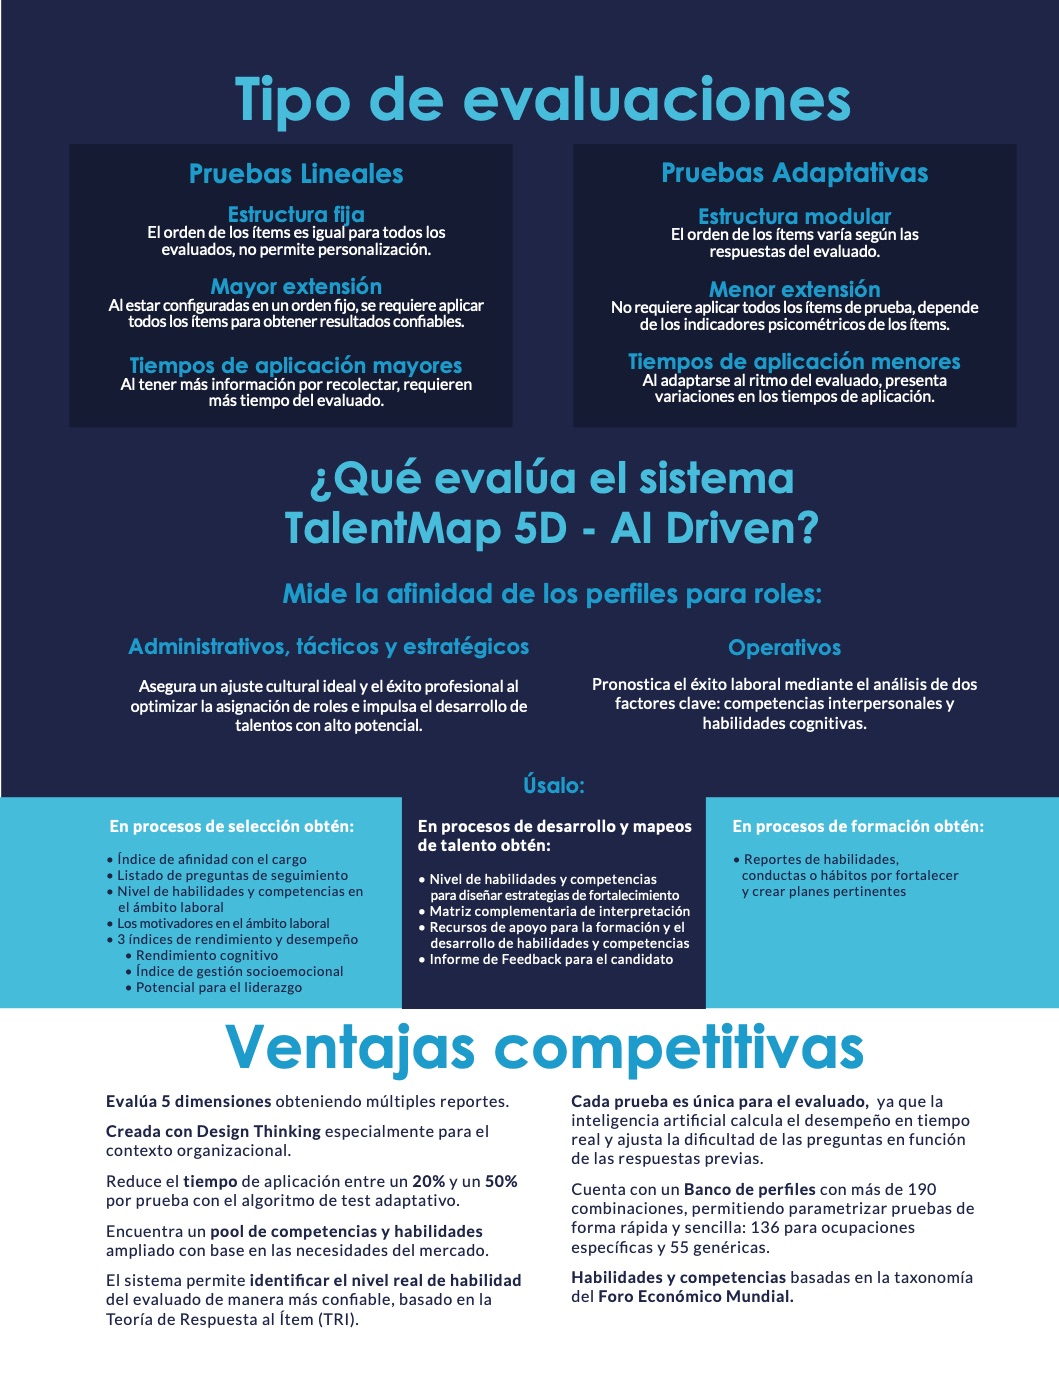 Tipo de evaluaciones
Pruebas Lineales
Estructura fija
El orden de los ítems es igual para todos los
evaluados, no permite personalización.
Mayor extensión
Al estar configuradas en un orden fijo, se requiere aplicar
todos los ítems para obtener resultados confiables.
Tiempos de aplicación mayores
Al tener más información por recolectar, requieren
más tiempo del evaluado.
Pruebas Adaptativas
Estructura modular
El orden de los ítems varía según las
respuestas del evaluado.
Menor extensión
No requiere aplicar todos los ítems de prueba, depende
de los indicadores psicométricos de los ítems.
Tiempos de aplicación menores
Al adaptarse al ritmo del evaluado, presenta
variaciones en los tiempos de aplicación.
¿Qué evalúa el sistema
TalentMap 5D - AI Driven?
Mide la afinidad de los perfiles para roles:
Administrativos, tácticos y estratégicos
Asegura un ajuste cultural ideal y el éxito profesional al
optimizar la asignación de roles e impulsa el desarrollo de
talentos con alto potencial.
Operativos
Pronostica el éxito laboral mediante el análisis de dos
factores clave: competencias interpersonales y
habilidades cognitivas.
Úsalo:
En procesos de selección obtén:
• Índice de afinidad con el cargo
• Listado de preguntas de seguimiento
• Nivel de habilidades y competencias en
el ámbito laboral
• Los motivadores en el ámbito laboral
• 3 índices de rendimiento y desempeño
• Rendimiento cognitivo
• Índice de gestión socioemocional
• Potencial para el liderazgo
En procesos de desarrollo y mapeos
de talento obtén:
• Nivel de habilidades y competencias
para diseñar estrategias de fortalecimiento
• Matriz complementaria de interpretación
• Recursos de apoyo para la formación y el
desarrollo de habilidades y competencias
• Informe de Feedback para el candidato
En procesos de formación obtén:
• Reportes de habilidades,
conductas o hábitos por fortalecer
y crear planes pertinentes
Ventajas competitivas
Evalúa 5 dimensiones obteniendo múltiples reportes.
Creada con Design Thinking especialmente para el
contexto organizacional.
Reduce el tiempo de aplicación entre un 20% y un 50%
por prueba con el algoritmo de test adaptativo.
Encuentra un pool de competencias y habilidades
ampliado con base en las necesidades del mercado.
El sistema permite identificar el nivel real de habilidad
del evaluado de manera más confiable, basado en la
Teoría de Respuesta al Ítem (TRI).
Cada prueba es única para el evaluado, ya que la
inteligencia artificial calcula el desempeño en tiempo
real y ajusta la dificultad de las preguntas en función
de las respuestas previas.
Cuenta con un Banco de perfiles con más de 190
combinaciones, permitiendo parametrizar pruebas de
forma rápida y sencilla: 136 para ocupaciones
específicas y 55 genéricas.
Habilidades y competencias basadas en la taxonomía
del Foro Económico Mundial.